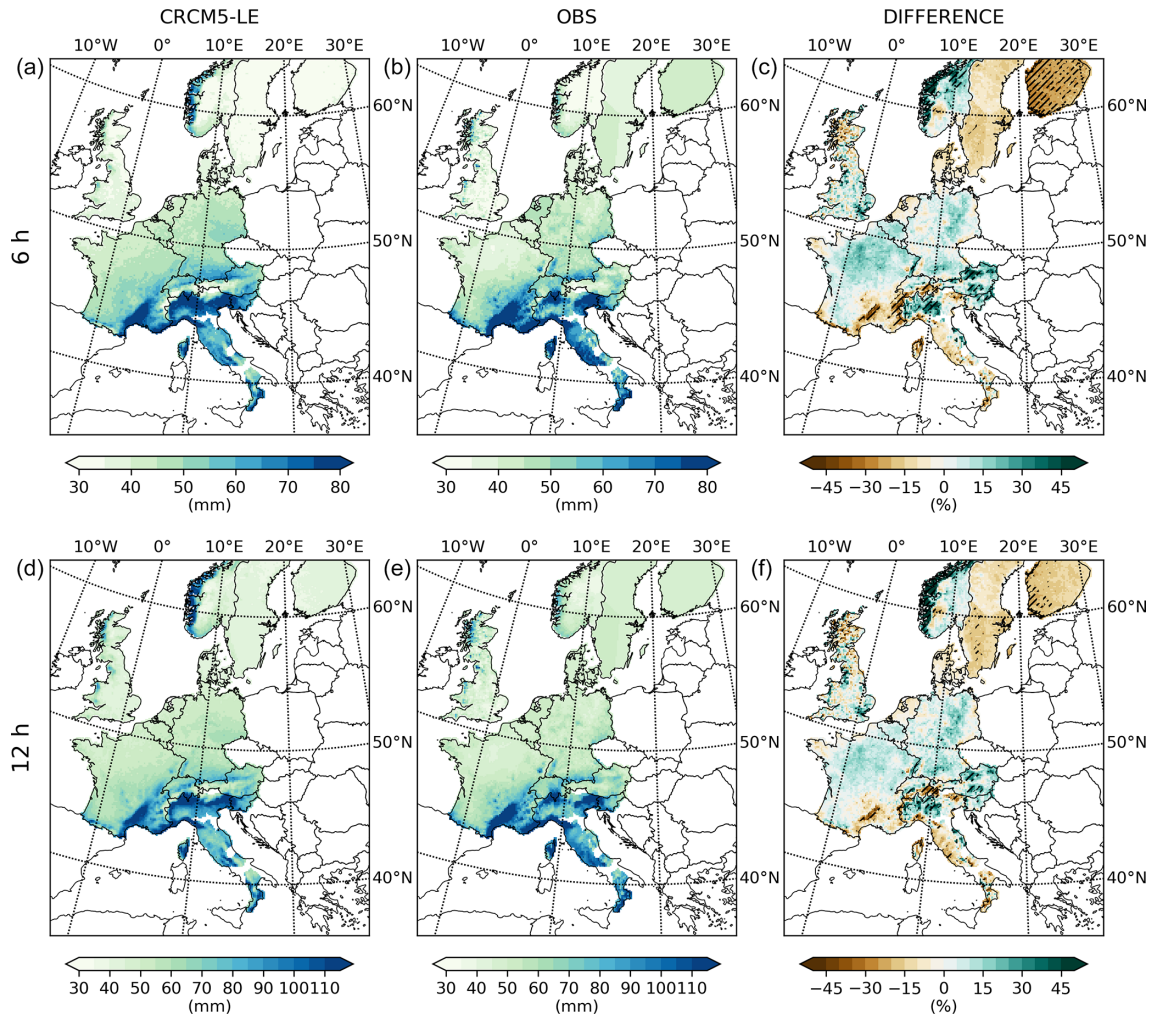 CRCM5-LE OBS DIFFERENCE
10°W 0° 10°E 20°E 30°E 10°W 0° 10°E 20°E 30°E 10°W 0° 10°E 20°E 30°E
(a) (b) (c)
60°N 60°N 60°N
50°N 50°N 50°N
6 h
40°N 40°N 40°N
30 40 50 60 70 80 30 40 50 60 70 80 −45 −30 −15 0 15 30 45
(mm) (mm) (%)
10°W 0° 10°E 20°E 30°E 10°W 0° 10°E 20°E 30°E 10°W 0° 10°E 20°E 30°E
(d) (e) (f)
60°N 60°N 60°N
50°N 50°N 50°N
12 h
40°N 40°N 40°N
30 40 50 60 70 80 90 100 110 30 40 50 60 70 80 90 100 110 −45 −30 −15 0 15 30 45
(mm) (mm) (%)